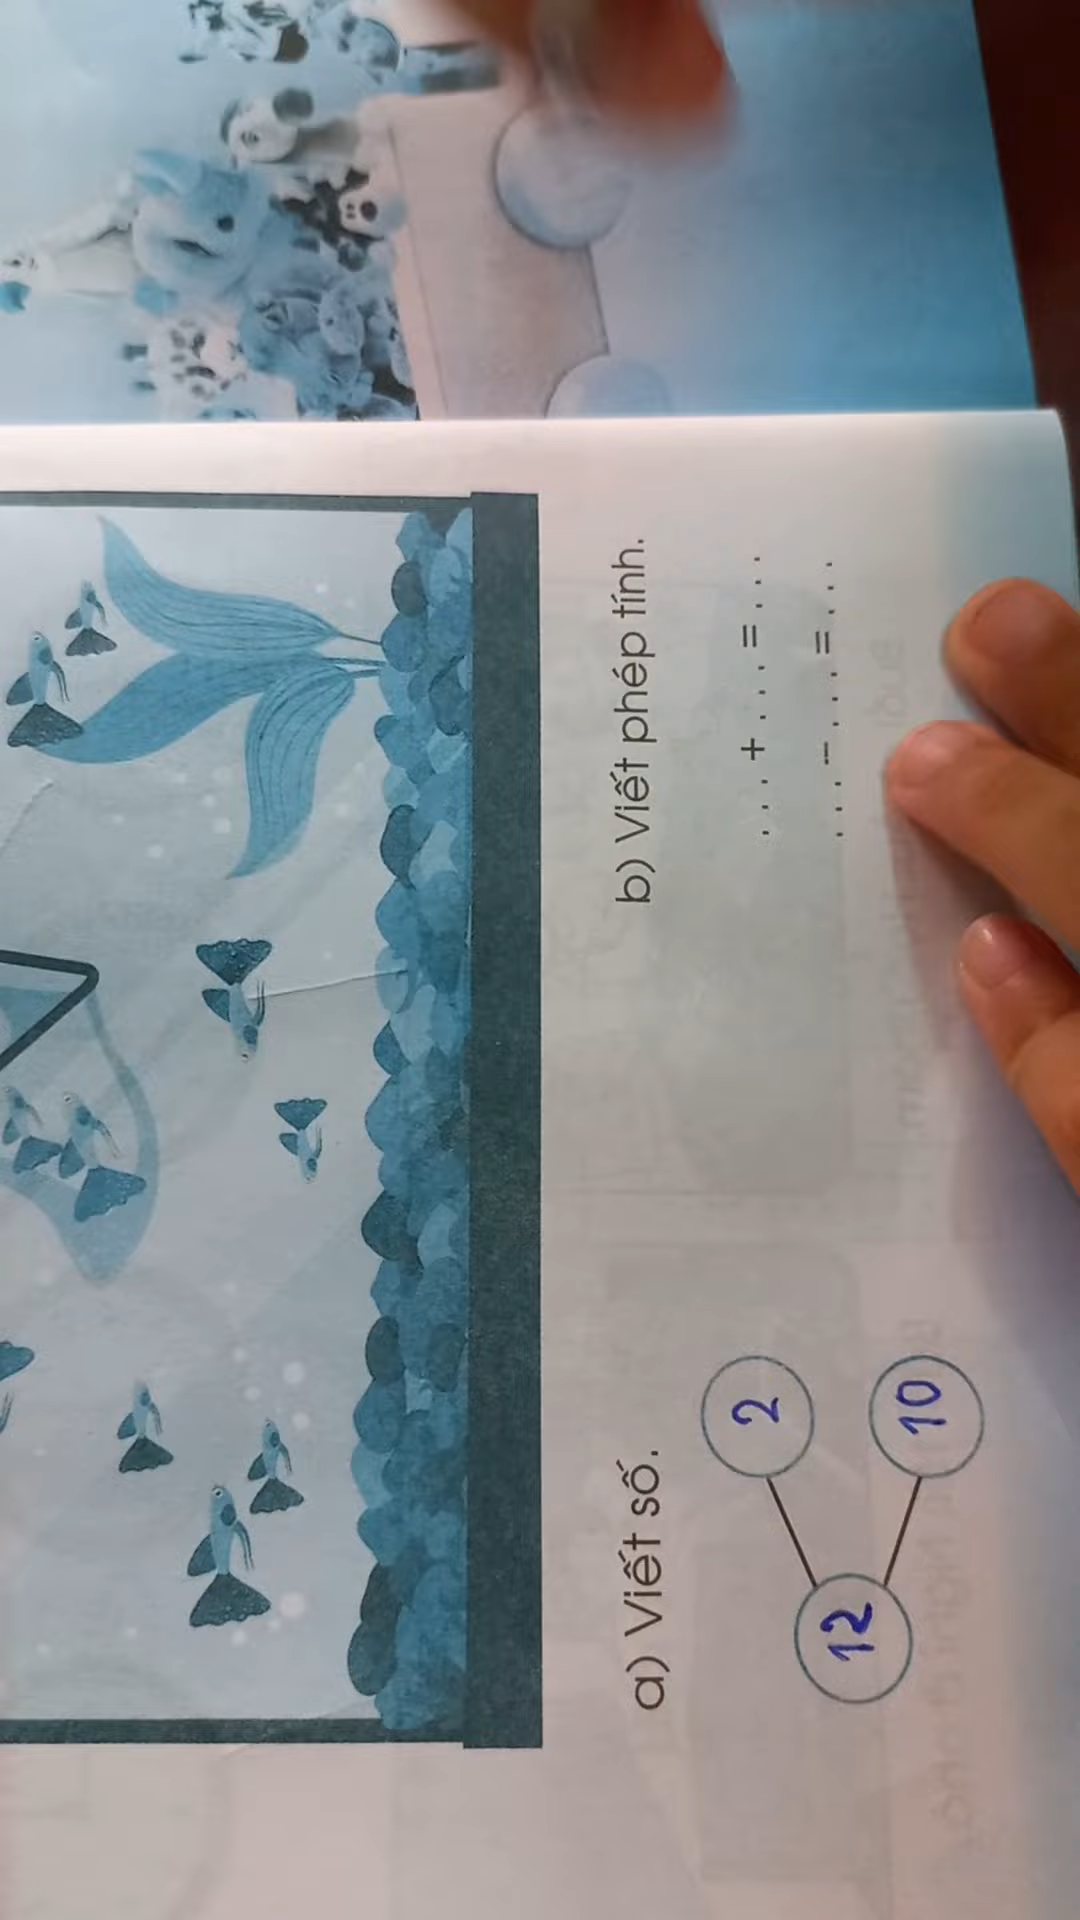 a) Viết số.
2
12
10
b) Viết phép tính.
. . . + . . . = . . .
. . . - . . . = . . .